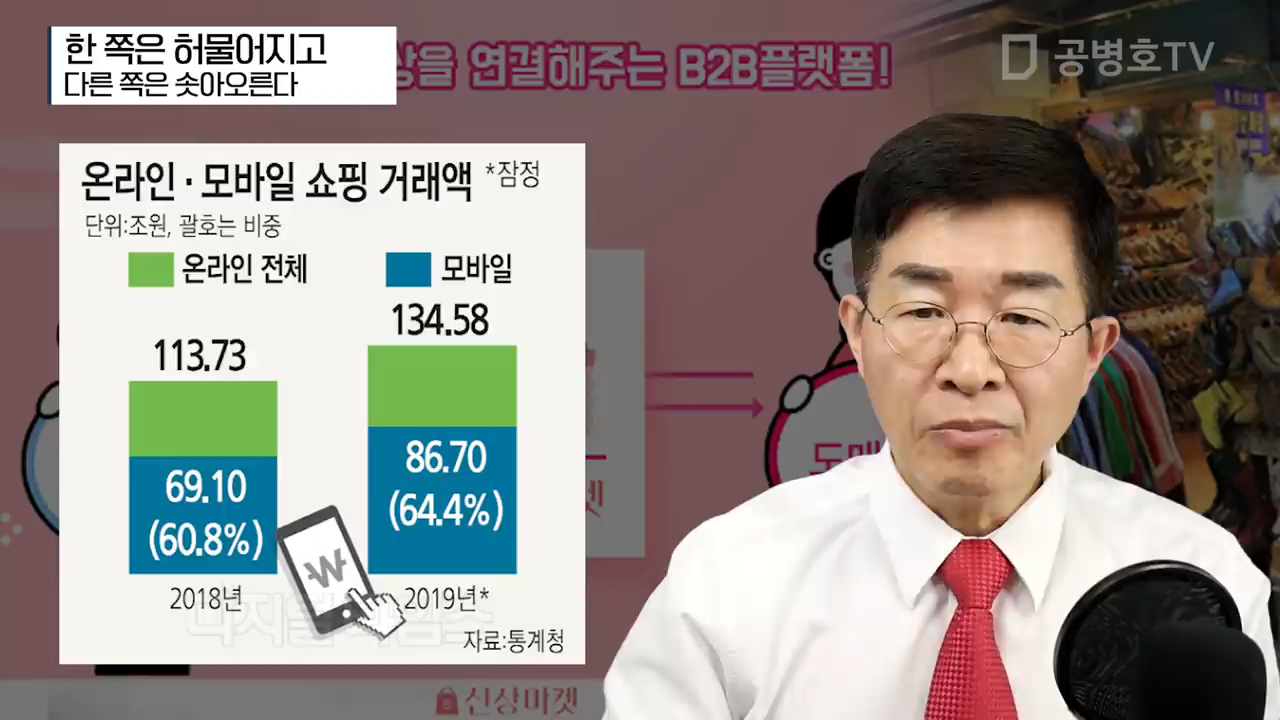 한 쪽은 허물어지고
다른 쪽은 솟아오른다
상을 연결해주는 B2B플랫폼!
공병호TV
온라인·모바일 쇼핑 거래액 *잠정
단위:조원, 괄호는 비중
온라인 전체
모바일
113.73
134.58
69.10
(60.8%)
86.70
(64.4%)
₩
2018년
2019년*
자료:통계청
도매
켓
신상마켓